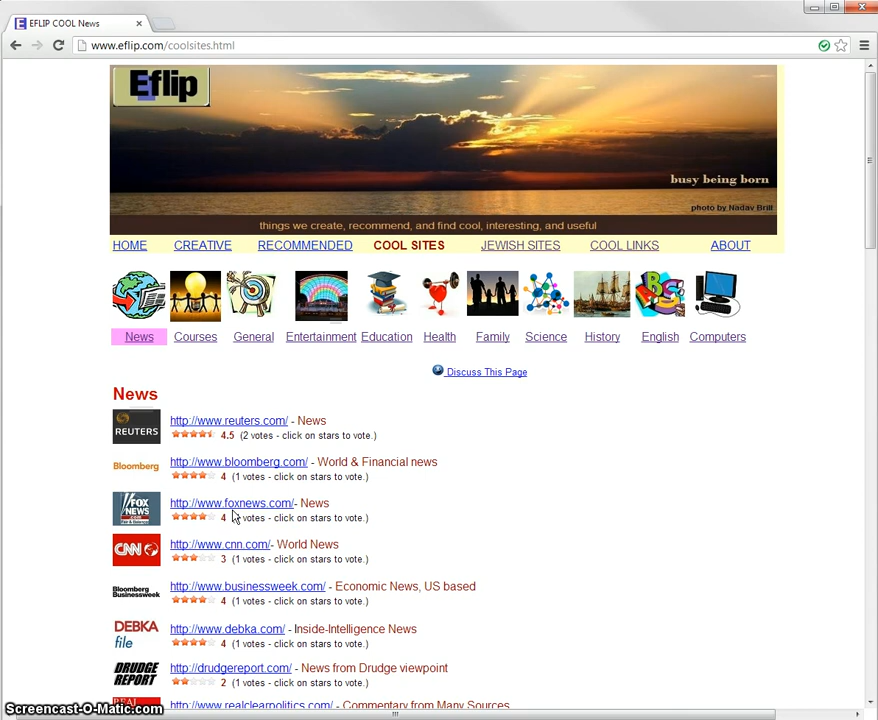 EFLIP COOL News
www.eflip.com/coolsites.html
Eflip
busy being born
photo by Nadav Brill
things we create, recommend, and find cool, interesting, and useful
HOME CREATIVE RECOMMENDED COOL SITES JEWISH SITES COOL LINKS ABOUT
News Courses General Entertainment Education Health Family Science History English Computers
Discuss This Page
News
REUTERS
http://www.reuters.com/ - News
4.5 (2 votes - click on stars to vote.)
Bloomberg
http://www.bloomberg.com/ - World & Financial news
4 (1 votes - click on stars to vote.)
FOX NEWS .com
http://www.foxnews.com/- News
4 votes - click on stars to vote.)
CNN
http://www.cnn.com/- World News
3 (1 votes - click on stars to vote.)
Bloomberg Businessweek
http://www.businessweek.com/ - Economic News, US based
4 (1 votes - click on stars to vote.)
DEBKA file
http://www.debka.com/ - Inside-Intelligence News
4 (1 votes - click on stars to vote.)
DRUDGE REPORT
http://drudgereport.com/ - News from Drudge viewpoint
2 (1 votes - click on stars to vote.)
REAL
http://www.realclearpolitics.com/ - Commentary from Many Sources
Screencast-O-Matic.com